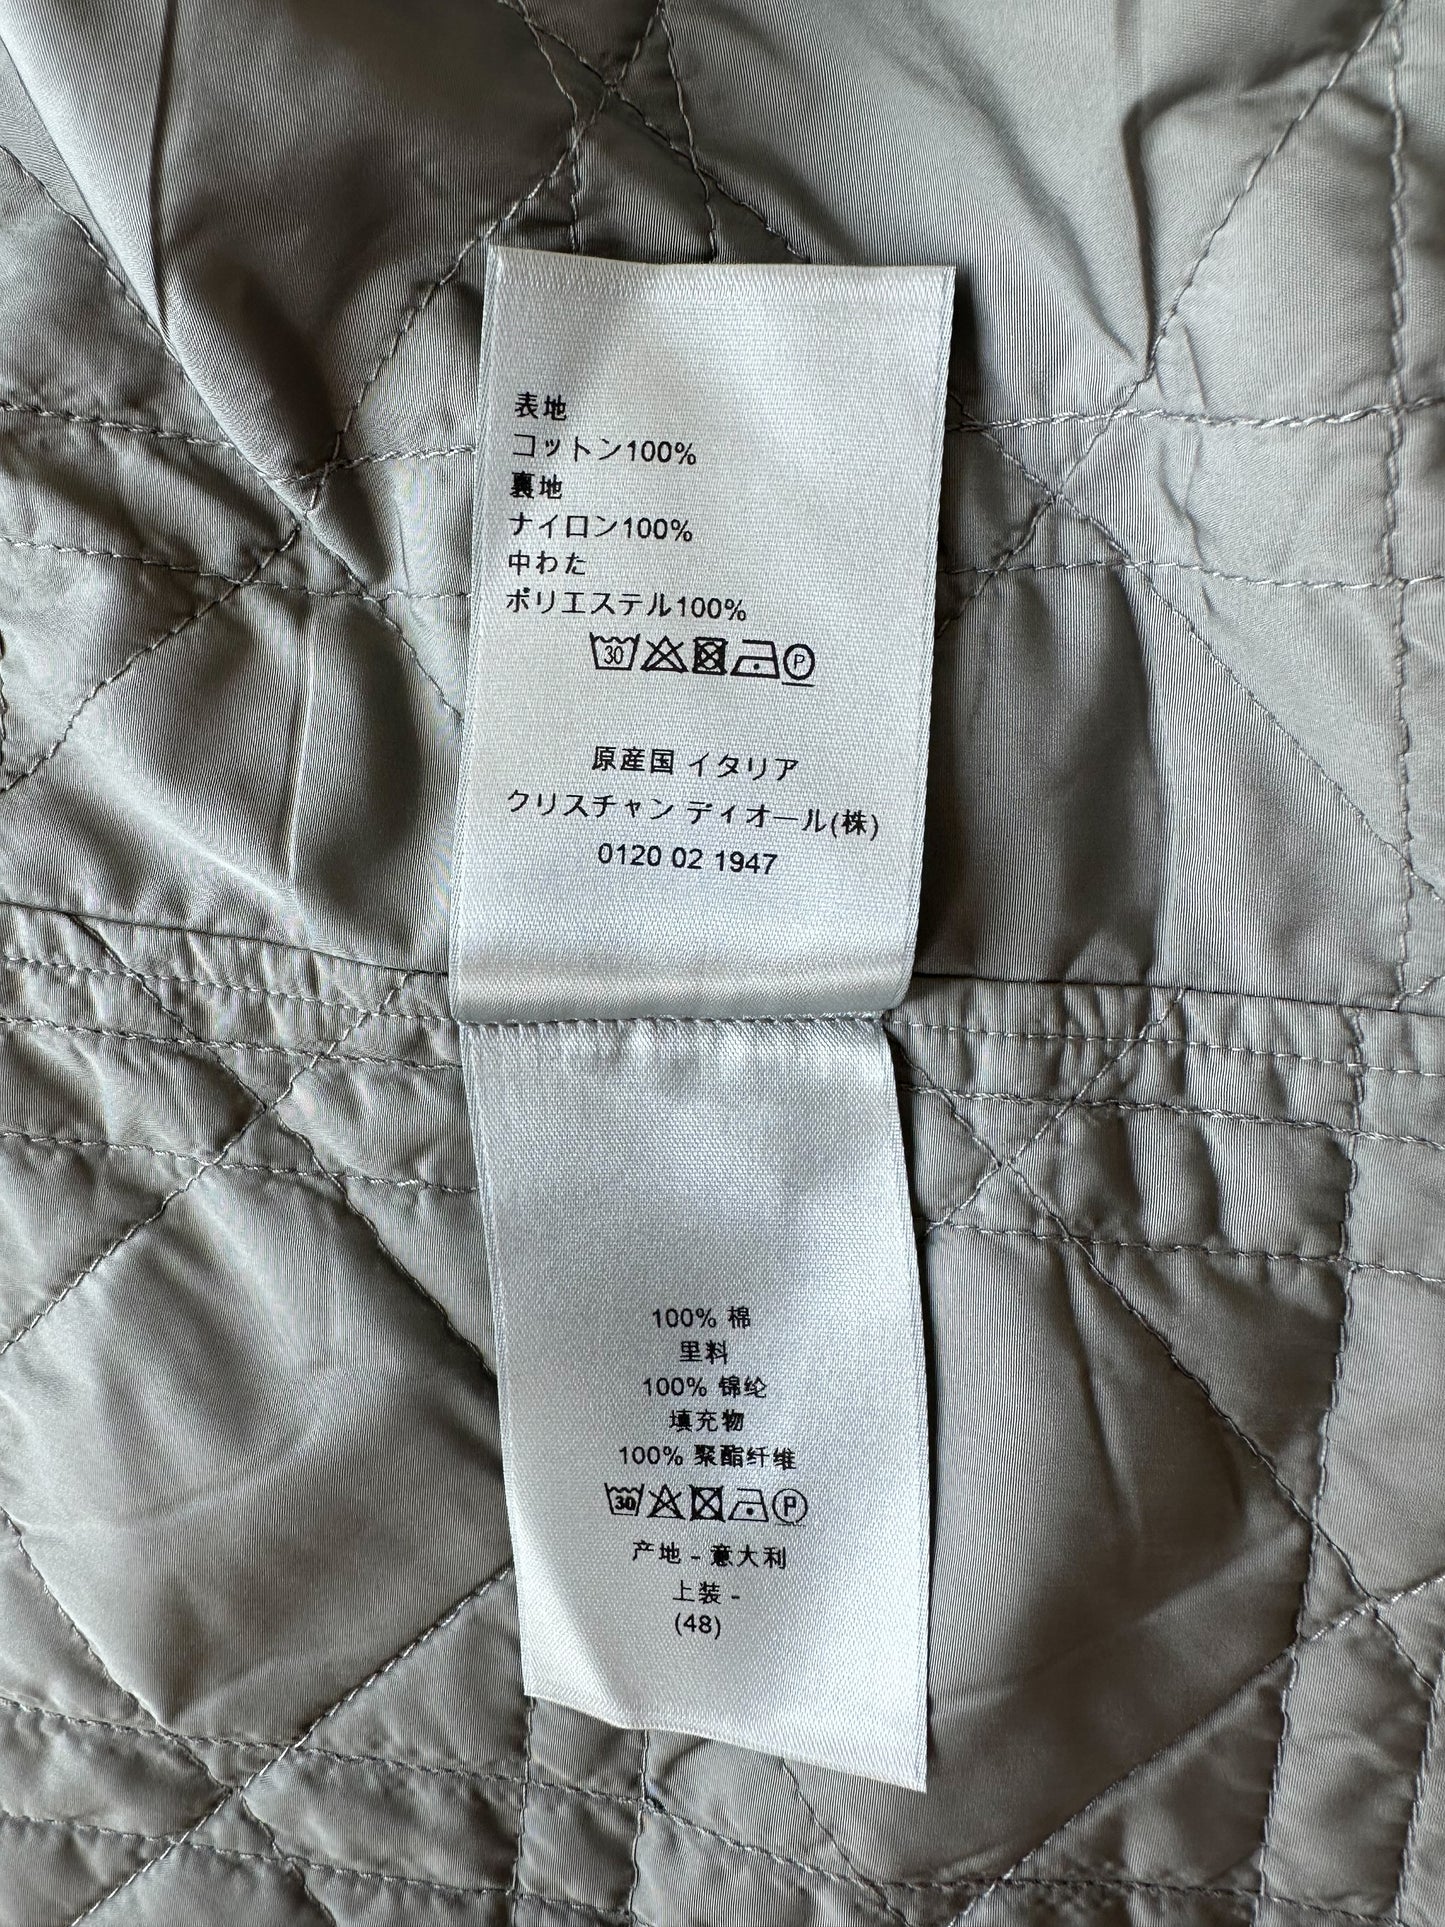 表地
コットン100%
裏地
ナイロン100%
中わた
ポリエステル100%
30 P
原産国 イタリア
クリスチャン ディオール(株)
0120 02 1947
100% 棉
里料
100% 锦纶
填充物
100% 聚酯纤维
30 P
产地 - 意大利
上装 -
(48)